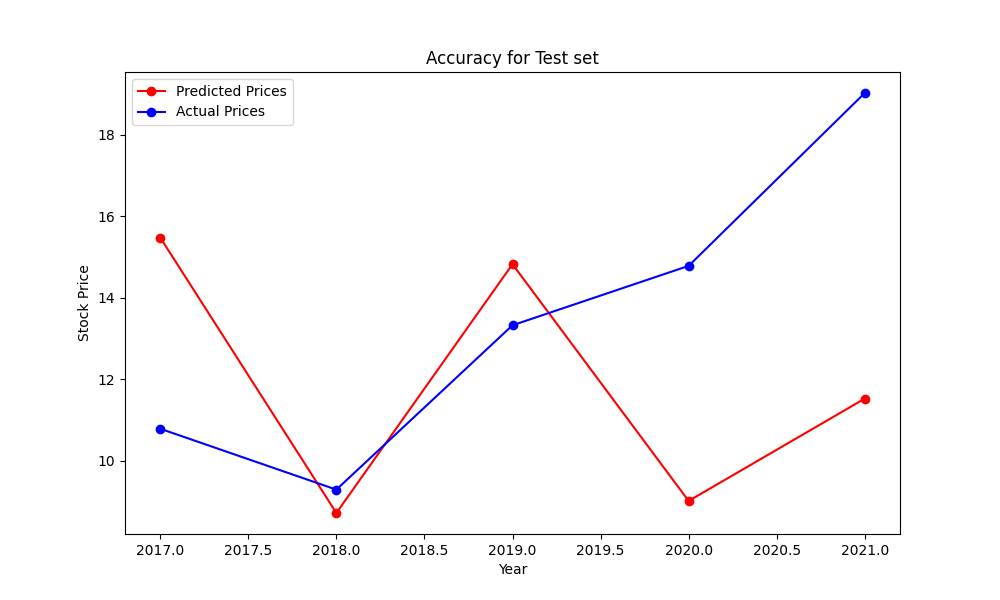 Accuracy for Test set
Predicted Prices
Actual Prices
Stock Price
18
16
14
12
10
2017.0 2017.5 2018.0 2018.5 2019.0 2019.5 2020.0 2020.5 2021.0
Year